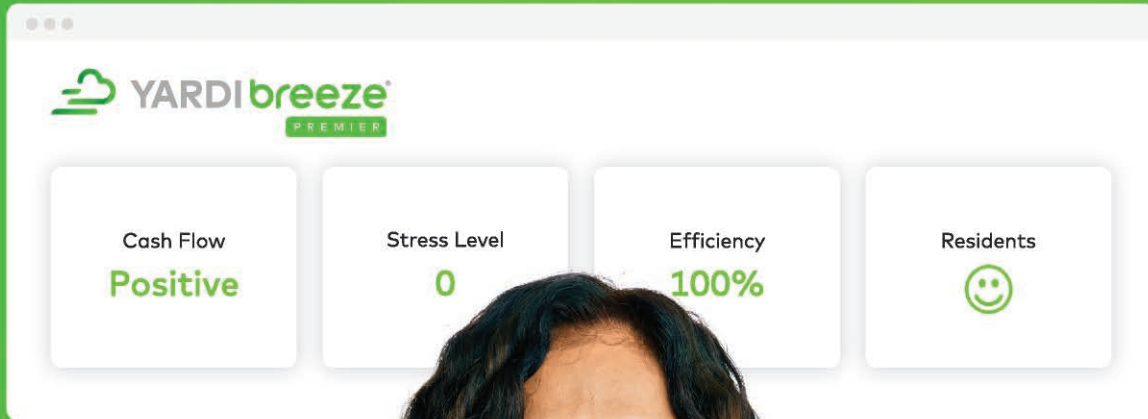 YARDI breeze®
PREMIER
Cash Flow
Positive
Stress Level
0
Efficiency
100%
Residents